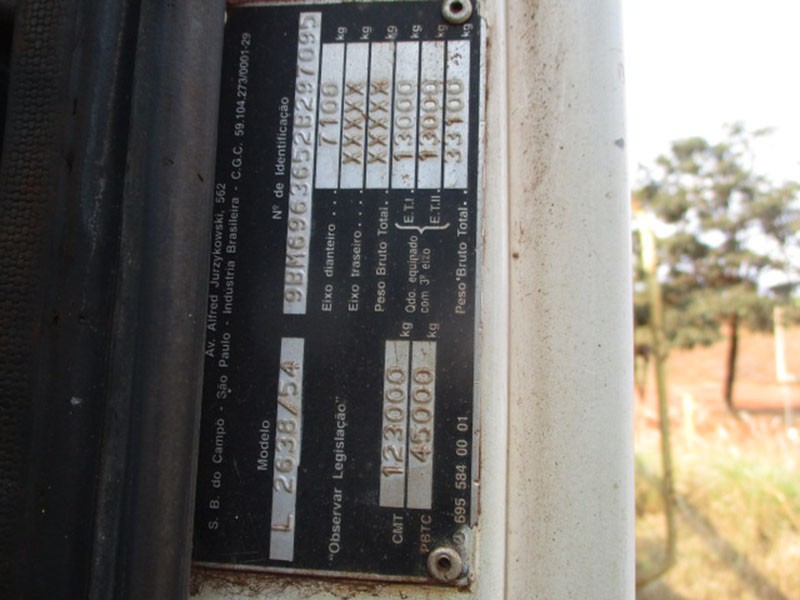 Av. Alfred Jurzykowski, 562
S. B. do Campo - São Paulo - Indústria Brasileira - C.G.C. 59.104.273/0001-29
Modelo
L 2638/54
Nº de Identificação
9BM6963652B297095
"Observar Legislação"
CMT 123000 kg
PBTC 45000 kg
695 584 00 01
Eixo dianteiro . . . 7100 kg
Eixo traseiro . . . . XXXXX kg
Peso Bruto Total . . XXXXX kg
Qdo. equipado com 3º eixo { E.T.I. 13000 kg
E.T.II. 13000 kg
Peso Bruto Total . . 33100 kg